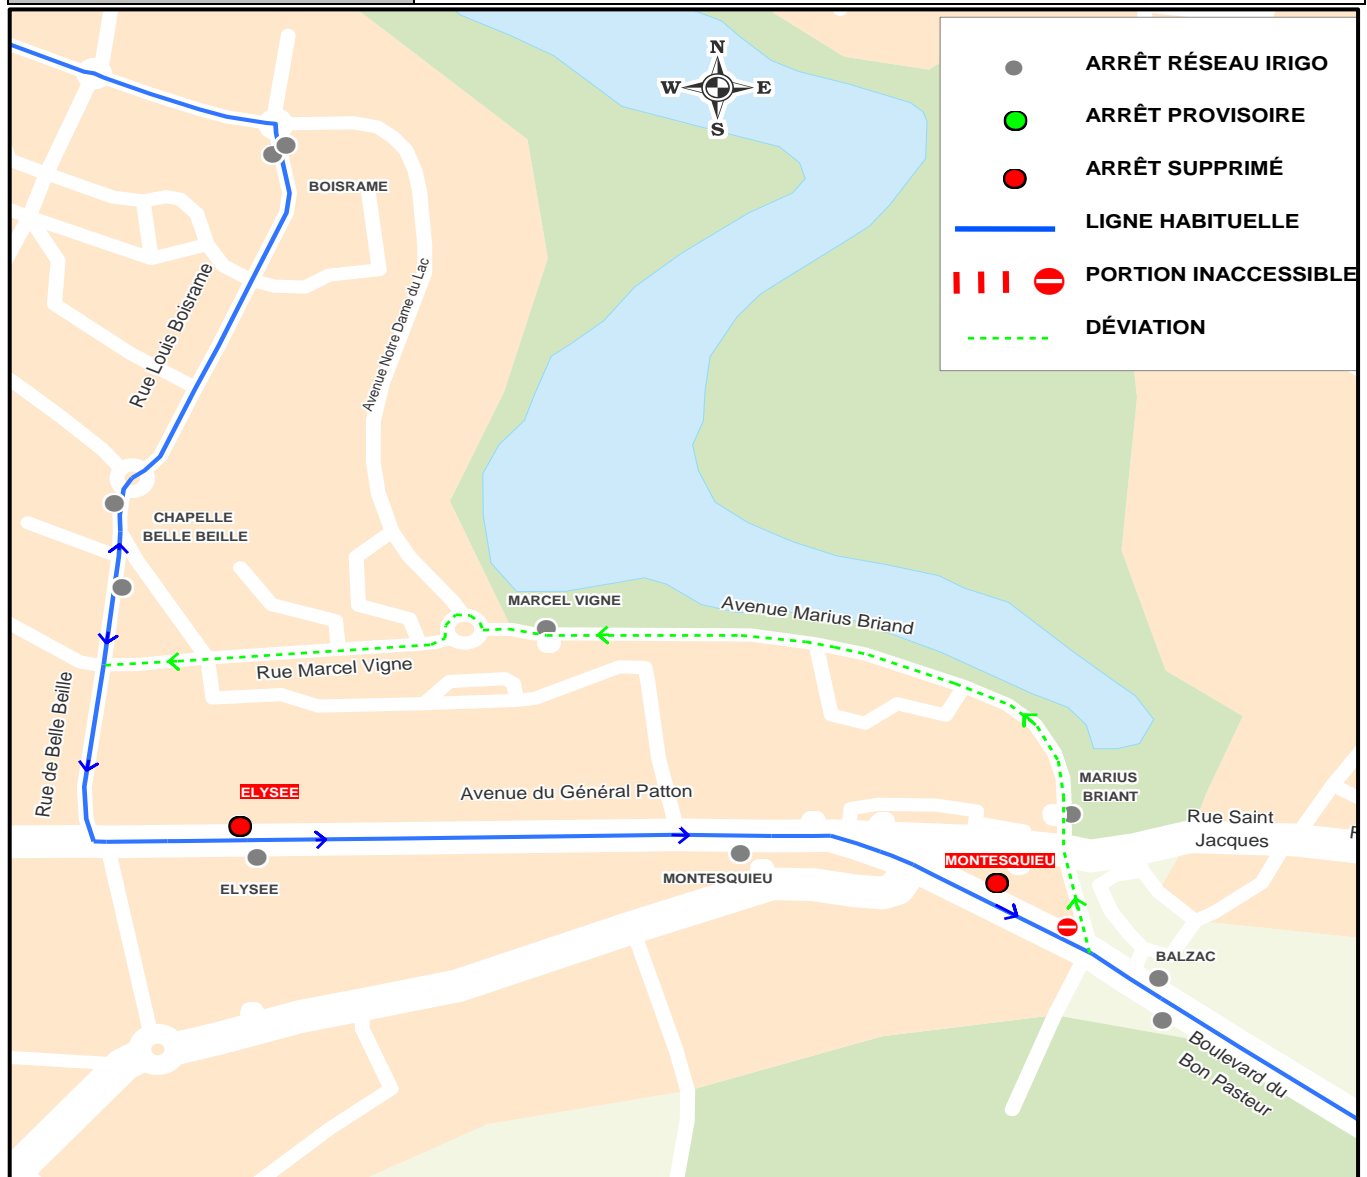 N
W E
S
ARRÊT RÉSEAU IRIGO
ARRÊT PROVISOIRE
ARRÊT SUPPRIMÉ
LIGNE HABITUELLE
PORTION INACCESSIBLE
DÉVIATION
BOISRAME
Rue Louis Boisrame
Avenue Notre Dame du Lac
CHAPELLE
BELLE BEILLE
MARCEL VIGNE
Avenue Marius Briand
Rue Marcel Vigne
Rue de Belle Beille
ELYSEE
Avenue du Général Patton
MARIUS
BRIANT
Rue Saint
Jacques
R
MONTESQUIEU
MONTESQUIEU
ELYSEE
BALZAC
Boulevard du
Bon Pasteur